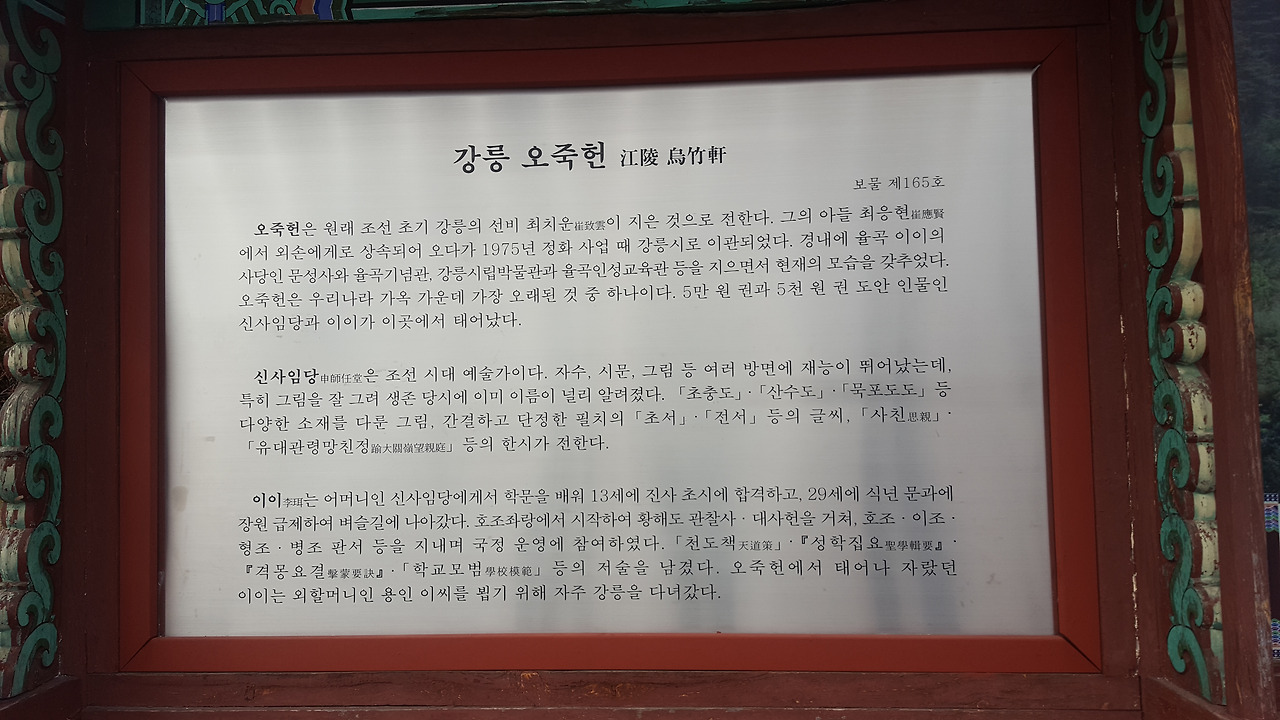 강릉 오죽헌 江陵 烏竹軒
보물 제165호
오죽헌은 원래 조선 초기 강릉의 선비 최치운崔致雲이 지은 것으로 전한다. 그의 아들 최응현崔應賢
에서 외손에게로 상속되어 오다가 1975년 정화 사업 때 강릉시로 이관되었다. 경내에 율곡 이이의
사당인 문성사와 율곡기념관, 강릉시립박물관과 율곡인성교육관 등을 지으면서 현재의 모습을 갖추었다.
오죽헌은 우리나라 가옥 가운데 가장 오래된 것 중 하나이다. 5만 원 권과 5천 원 권 도안 인물인
신사임당과 이이가 이곳에서 태어났다.
신사임당申師任堂은 조선 시대 예술가이다. 자수, 시문, 그림 등 여러 방면에 재능이 뛰어났는데,
특히 그림을 잘 그려 생존 당시에 이미 이름이 널리 알려졌다. 「초충도」·「산수도」·「묵포도도」 등
다양한 소재를 다룬 그림, 간결하고 단정한 필치의 「초서」·「전서」 등의 글씨, 「사친思親」·
「유대관령망친정踰大關嶺望親庭」 등의 한시가 전한다.
이이李珥는 어머니인 신사임당에게서 학문을 배워 13세에 진사 초시에 합격하고, 29세에 식년 문과에
장원 급제하여 벼슬길에 나아갔다. 호조좌랑에서 시작하여 황해도 관찰사·대사헌을 거쳐, 호조·이조·
형조·병조 판서 등을 지내며 국정 운영에 참여하였다. 「천도책天道策」·『성학집요聖學輯要』·
『격몽요결擊蒙要訣』·「학교모범學校模範」 등의 저술을 남겼다. 오죽헌에서 태어나 자랐던
이이는 외할머니인 용인 이씨를 뵙기 위해 자주 강릉을 다녀갔다.